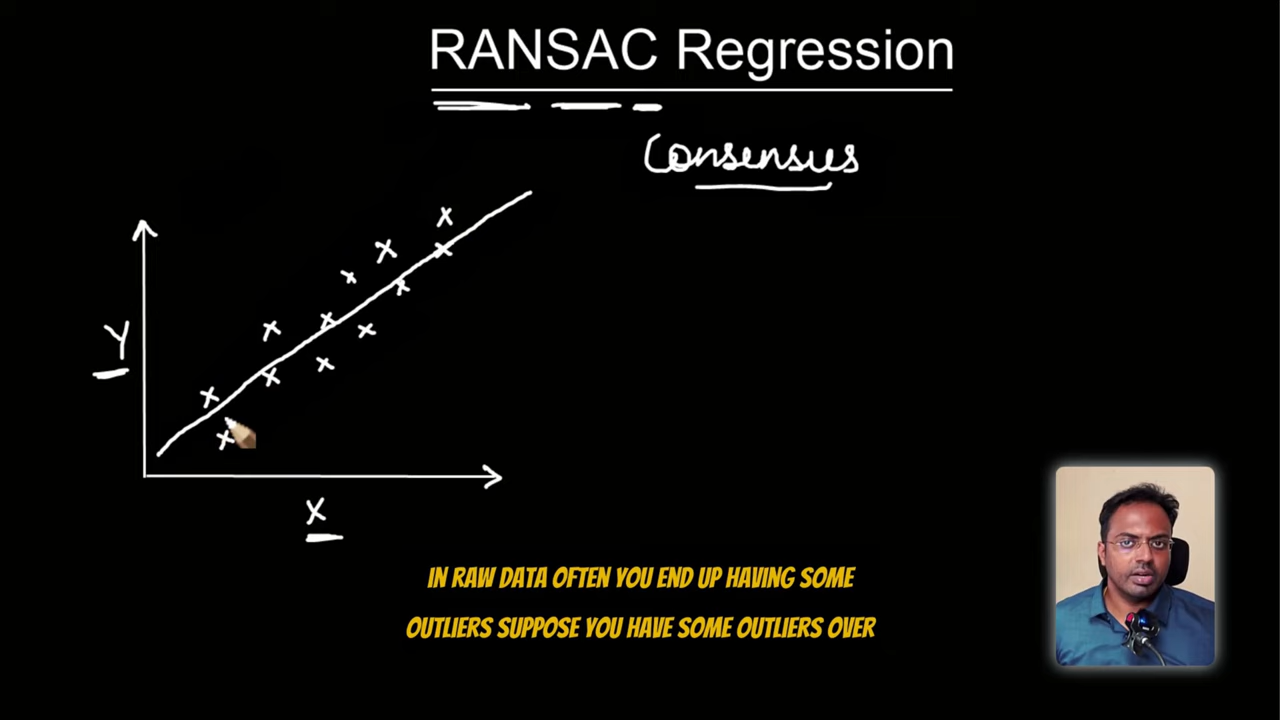 RANSAC Regression
Consensus
Y
X
IN RAW DATA OFTEN YOU END UP HAVING SOME
OUTLIERS SUPPOSE YOU HAVE SOME OUTLIERS OVER